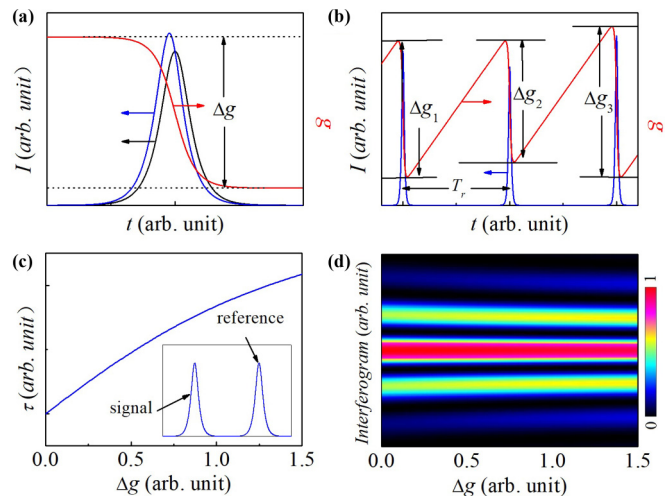 (a)
I (arb. unit)
Δg
g
t (arb. unit)
(b)
I (arb. unit)
Δg1
Δg2
Δg3
Tr
g
t (arb. unit)
(c)
τ (arb. unit)
reference
signal
0.0 0.5 1.0 1.5
Δg (arb. unit)
(d)
Interferogram (arb. unit)
1
0
0.0 0.5 1.0 1.5
Δg (arb. unit)